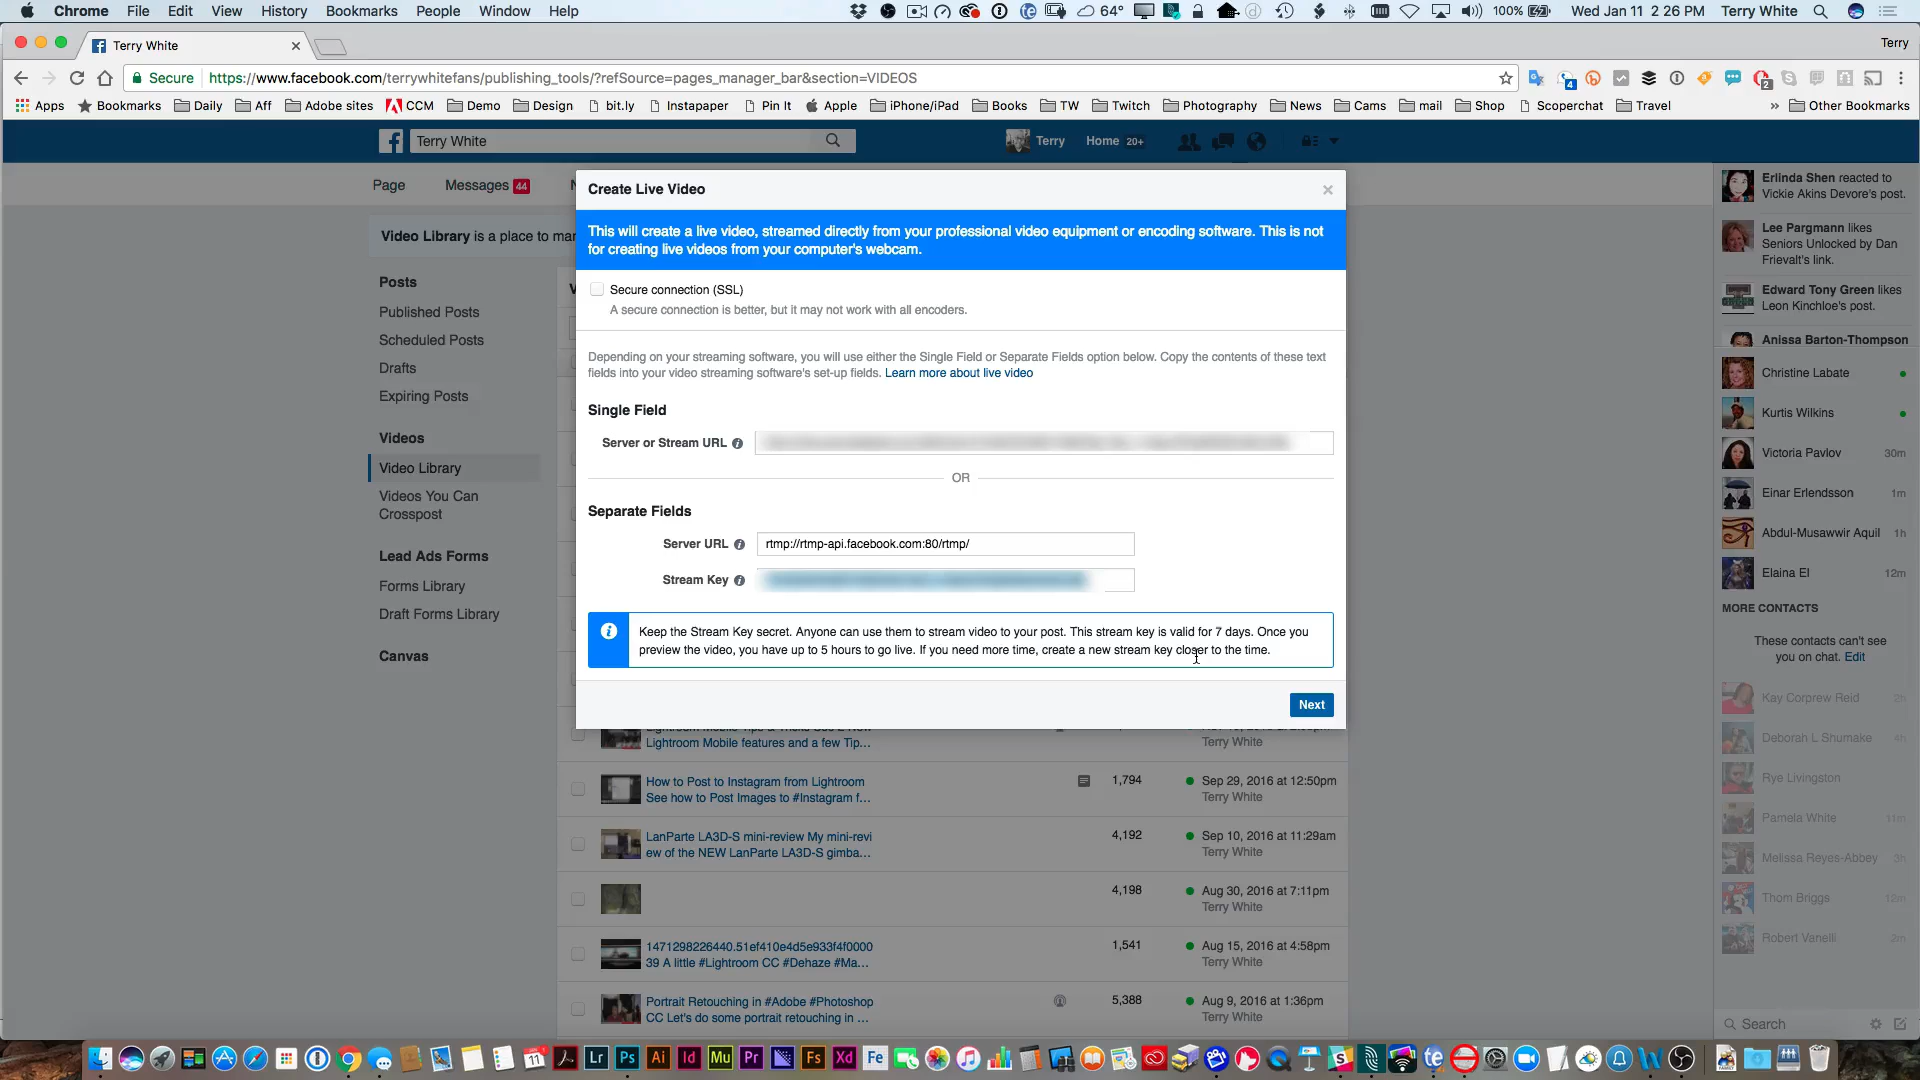 Chrome File Edit View History Bookmarks People Window Help 64° 100% Wed Jan 11 2 26 PM Terry White
Terry White Terry
Secure https://www.facebook.com/terrywhitefans/publishing_tools/?refSource=pages_manager_bar&section=VIDEOS 4 2
Apps Bookmarks Daily Aff Adobe sites CCM Demo Design bit.ly Instapaper Pin It Apple iPhone/iPad Books TW Twitch Photography News Cams mail Shop Scoperchat Travel » Other Bookmarks
Terry White Terry Home 20+
Page Messages 44
Create Live Video
This will create a live video, streamed directly from your professional video equipment or encoding software. This is not
for creating live videos from your computer's webcam.
Secure connection (SSL)
A secure connection is better, but it may not work with all encoders.
Depending on your streaming software, you will use either the Single Field or Separate Fields option below. Copy the contents of these text
fields into your video streaming software's set-up fields. Learn more about live video
Single Field
Server or Stream URL
OR
Separate Fields
Server URL rtmp://rtmp-api.facebook.com:80/rtmp/
Stream Key
Keep the Stream Key secret. Anyone can use them to stream video to your post. This stream key is valid for 7 days. Once you
preview the video, you have up to 5 hours to go live. If you need more time, create a new stream key closer to the time.
Next
Video Library is a place to
Posts
Published Posts
Scheduled Posts
Drafts
Expiring Posts
Videos
Video Library
Videos You Can
Crosspost
Lead Ads Forms
Forms Library
Draft Forms Library
Canvas
Lightroom Mobile features and a few Tip...
Terry White
How to Post to Instagram from Lightroom 1,794 Sep 29, 2016 at 12:50pm
See how to Post Images to #Instagram f... Terry White
LanParte LA3D-S mini-review My mini-revi 4,192 Sep 10, 2016 at 11:29am
ew of the NEW LanParte LA3D-S gimba... Terry White
4,198 Aug 30, 2016 at 7:11pm
Terry White
1471298226440.51ef410e4d5e933f4f0000 1,541 Aug 15, 2016 at 4:58pm
39 A little #Lightroom CC #Dehaze #Ma... Terry White
Portrait Retouching in #Adobe #Photoshop 5,388 Aug 9, 2016 at 1:36pm
CC Let's do some portrait retouching in ... Terry White
Erlinda Shen reacted to
Vickie Akins Devore's post.
Lee Pargmann likes
Seniors Unlocked by Dan
Frievalt's link.
Edward Tony Green likes
Leon Kinchloe's post.
Anissa Barton-Thompson
Christine Labate
Kurtis Wilkins
Victoria Pavlov 30m
Einar Erlendsson 1m
Abdul-Musawwir Aquil 1h
Elaina El 12m
MORE CONTACTS
These contacts can't see
you on chat. Edit
Kay Corprew Reid 2h
Deborah L Shumake 4h
Rye Livingston
Pamela White 11m
Melissa Reyes-Abbey 3h
Thom Briggs 12m
Robert Vanelli 2m
Search
11 Lr Ps Ai Id Mu Pr Fs Xd Fe te